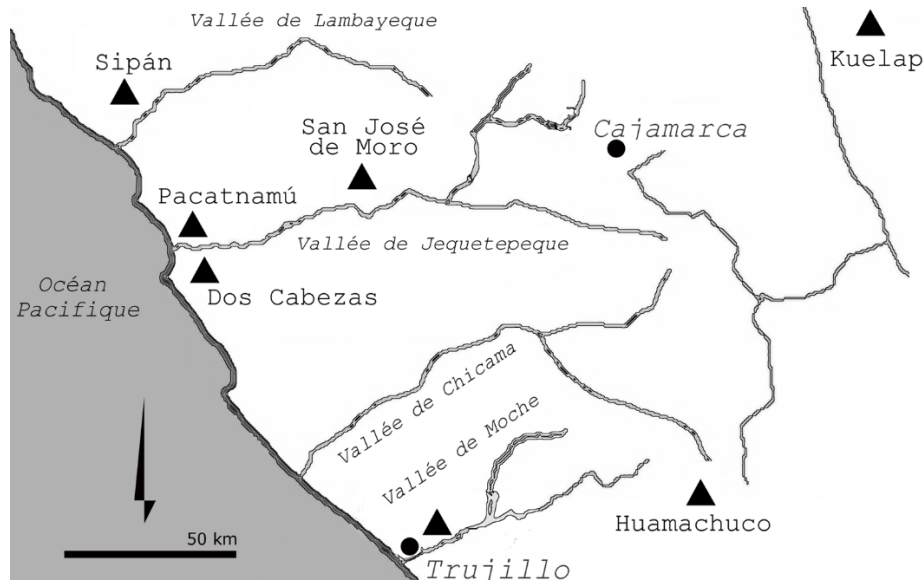 Vallée de Lambayeque
Sipán
Kuelap
San José
de Moro
Cajamarca
Pacatnamú
Vallée de Jequetepeque
Océan
Pacifique
Dos Cabezas
Vallée de Chicama
Vallée de Moche
Huamachuco
50 km
Trujillo